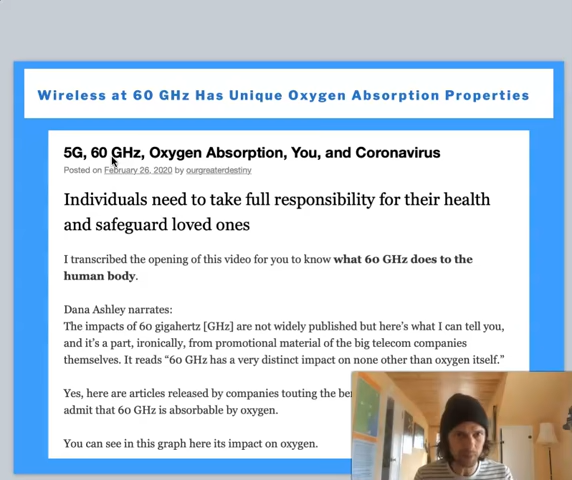 Wireless at 60 GHz Has Unique Oxygen Absorption Properties
5G, 60 GHz, Oxygen Absorption, You, and Coronavirus
Posted on February 26, 2020 by ourgreaterdestiny
Individuals need to take full responsibility for their health
and safeguard loved ones
I transcribed the opening of this video for you to know what 60 GHz does to the
human body.
Dana Ashley narrates:
The impacts of 60 gigahertz [GHz] are not widely published but here's what I can tell you,
and it's a part, ironically, from promotional material of the big telecom companies
themselves. It reads “60 GHz has a very distinct impact on none other than oxygen itself.”
Yes, here are articles released by companies touting the
admit that 60 GHz is absorbable by oxygen.
You can see in this graph here its impact on oxygen.